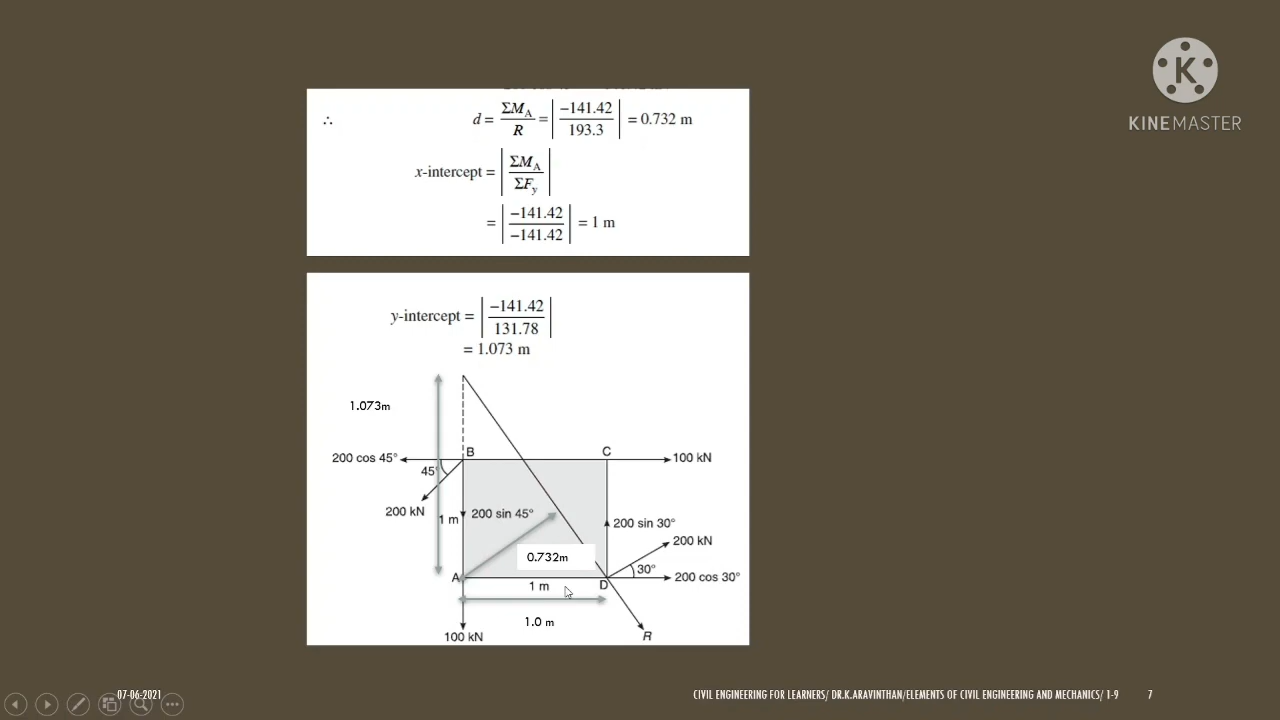 KINEMASTER
∴ d = ΣM_A / R = | −141.42 / 193.3 | = 0.732 m
x-intercept = | ΣM_A / ΣF_y |
= | −141.42 / −141.42 | = 1 m
y-intercept = | −141.42 / 131.78 |
= 1.073 m
1.073m
B C
200 cos 45° 100 kN
45°
200 kN 1 m 200 sin 45° 200 sin 30°
200 kN
0.732m
30°
A 1 m D 200 cos 30°
1.0 m
100 kN R
07-06-2021 CIVIL ENGINEERING FOR LEARNERS/ DR.K.ARAVINTHAN/ELEMENTS OF CIVIL ENGINEERING AND MECHANICS/ 1-9 7